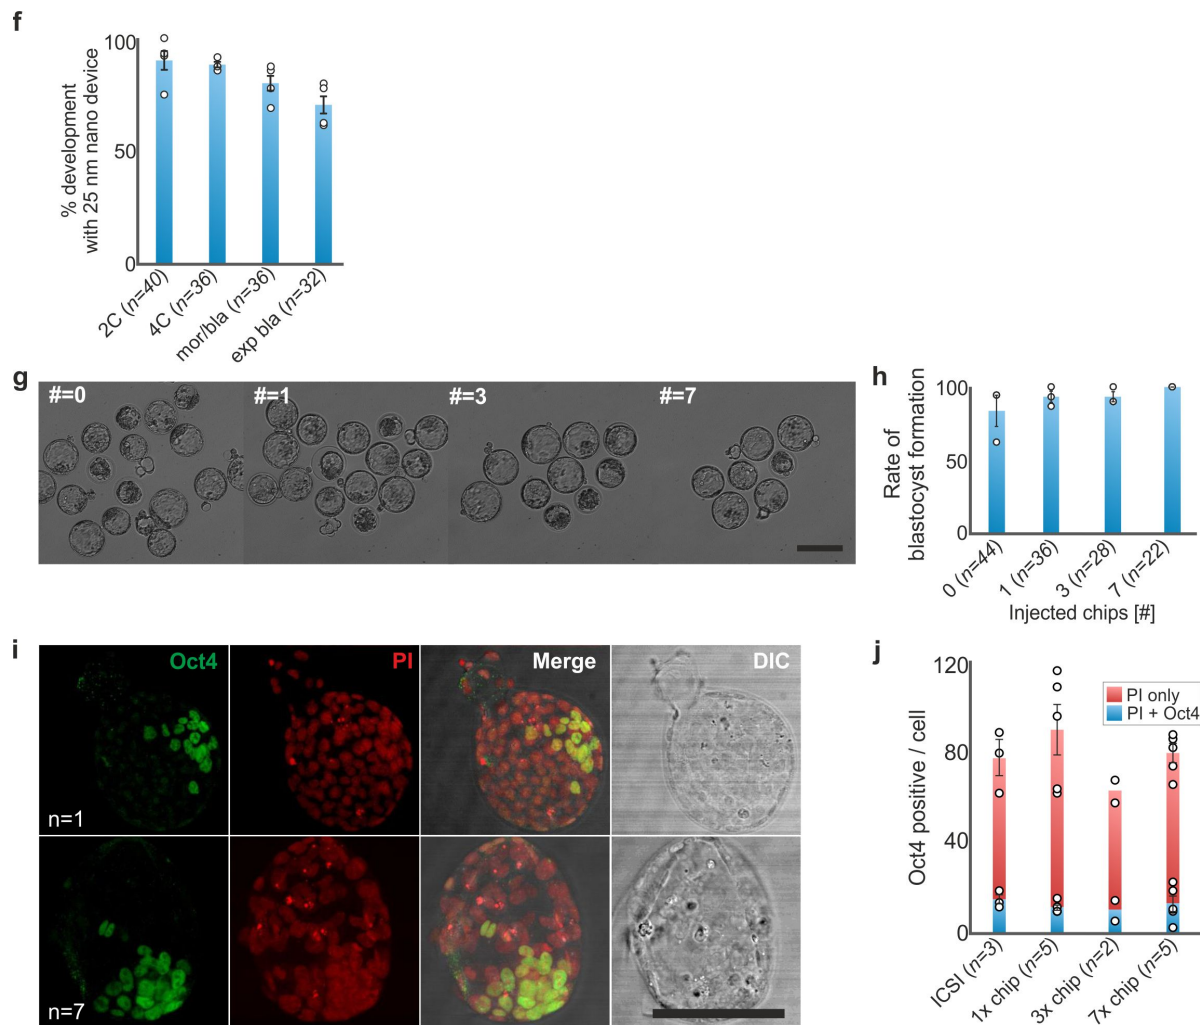 f
% development
with 25 nm nano device
100
50
0
2C (n=40)
4C (n=36)
mor/bla (n=36)
exp bla (n=32)
g
#=0
#=1
#=3
#=7
h
Rate of
blastocyst formation
100
50
0
0 (n=44)
1 (n=36)
3 (n=28)
7 (n=22)
Injected chips [#]
i
Oct4
PI
Merge
DIC
n=1
n=7
j
Oct4 positive / cell
120
80
40
0
PI only
PI + Oct4
ICSI (n=3)
1x chip (n=5)
3x chip (n=2)
7x chip (n=5)